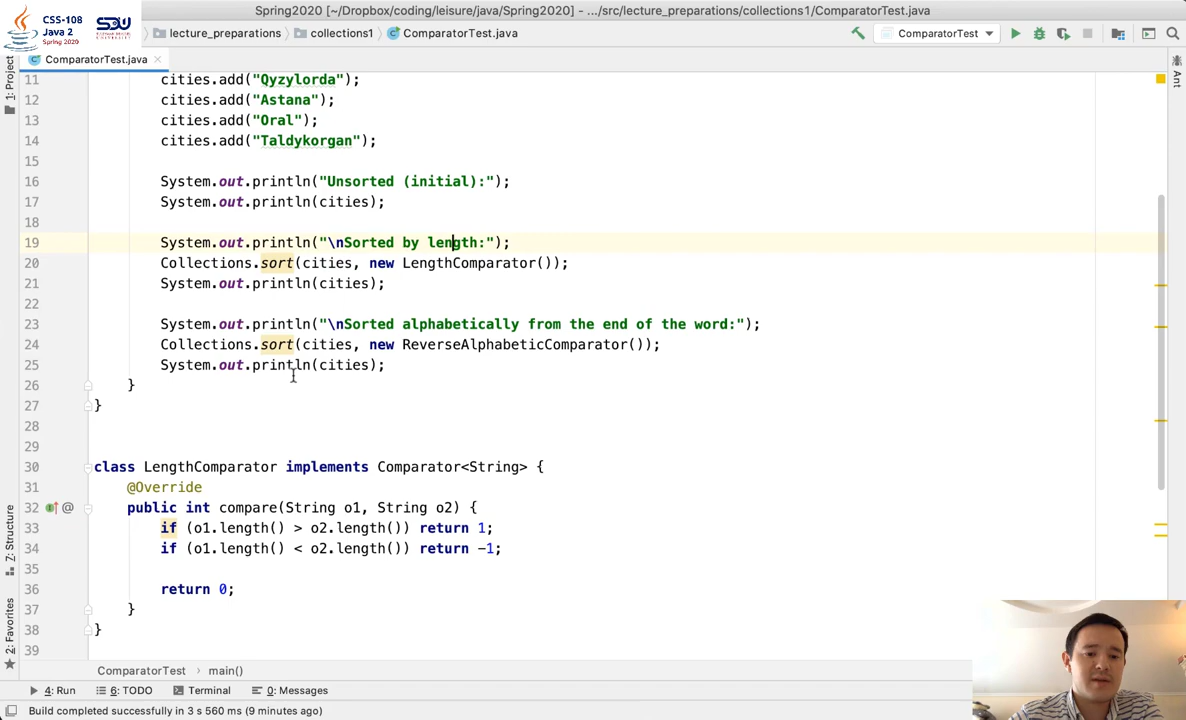 Spring2020 [~/Dropbox/coding/leisure/java/Spring2020] - .../src/lecture_preparations/collections1/ComparatorTest.java
Java
CSS-108
Java 2
Spring 2020
SDU
lecture_preparations
collections1
ComparatorTest.java
ComparatorTest
ComparatorTest.java
1: Project
Ant
11 cities.add("Qyzylorda");
12 cities.add("Astana");
13 cities.add("Oral");
14 cities.add("Taldykorgan");
15
16 System.out.println("Unsorted (initial):");
17 System.out.println(cities);
18
19 System.out.println("\nSorted by length:");
20 Collections.sort(cities, new LengthComparator());
21 System.out.println(cities);
22
23 System.out.println("\nSorted alphabetically from the end of the word:");
24 Collections.sort(cities, new ReverseAlphabeticComparator());
25 System.out.println(cities);
26 }
27 }
28
29
30 class LengthComparator implements Comparator<String> {
31 @Override
32 @ public int compare(String o1, String o2) {
33 if (o1.length() > o2.length()) return 1;
34 if (o1.length() < o2.length()) return -1;
35
36 return 0;
37 }
38 }
39
7: Structure
2: Favorites
ComparatorTest > main()
4: Run
6: TODO
Terminal
0: Messages
Build completed successfully in 3 s 560 ms (9 minutes ago)